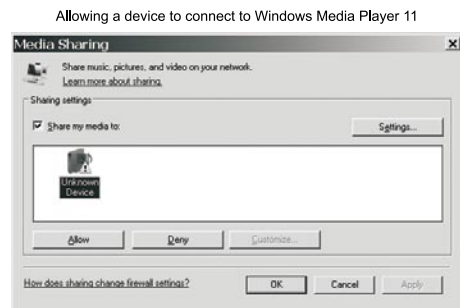 Allowing a device to connect to Windows Media Player 11
Media Sharing
Share music, pictures, and video on your network.
Learn more about sharing.
Sharing settings
Share my media to:
Settings...
Unknown
Device
Allow
Deny
Customize...
How does sharing change firewall settings?
OK
Cancel
Apply